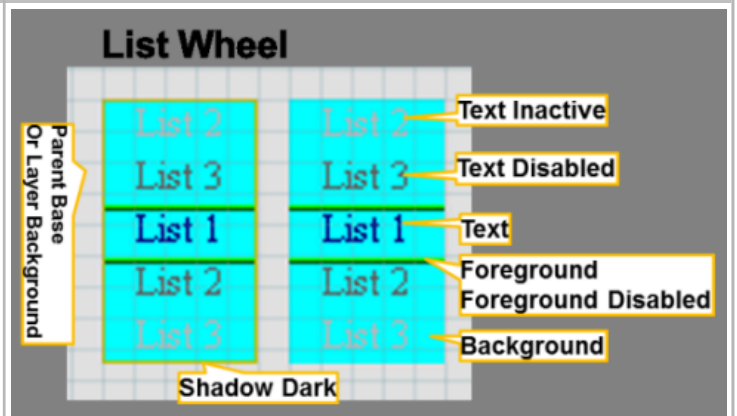 List Wheel
Parent Base
Or Layer Background
List 2
List 3
List 1
List 2
List 3
List 2
List 3
List 1
List 2
List 3
Text Inactive
Text Disabled
Text
Foreground
Foreground Disabled
Background
Shadow Dark